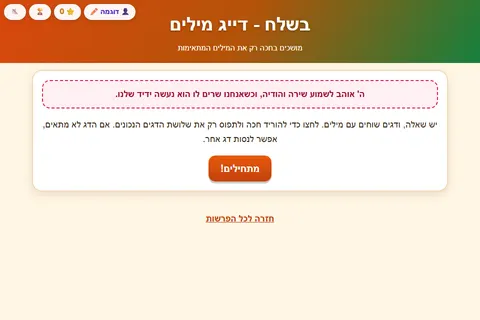 דוגמה
0
בשלח - דייג מילים
מושכים בחכה רק את המילים המתאימות
ה' אוהב לשמוע שירה והודיה, וכשאנחנו שרים לו הוא נעשה ידיד שלנו.
יש שאלה, ודגים שוחים עם מילים. לחצו כדי להוריד חכה ולתפוס רק את שלושת הדגים הנכונים. אם הדג לא מתאים,
אפשר לנסות דג אחר.
מתחילים!
חזרה לכל הפרשות